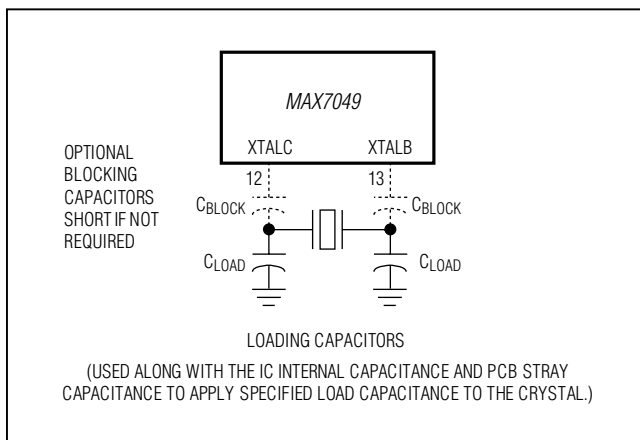 MAX7049
XTALC
XTALB
OPTIONAL
BLOCKING
CAPACITORS
SHORT IF NOT
REQUIRED
12
13
CBLOCK
CBLOCK
CLOAD
CLOAD
LOADING CAPACITORS
(USED ALONG WITH THE IC INTERNAL CAPACITANCE AND PCB STRAY
CAPACITANCE TO APPLY SPECIFIED LOAD CAPACITANCE TO THE CRYSTAL.)